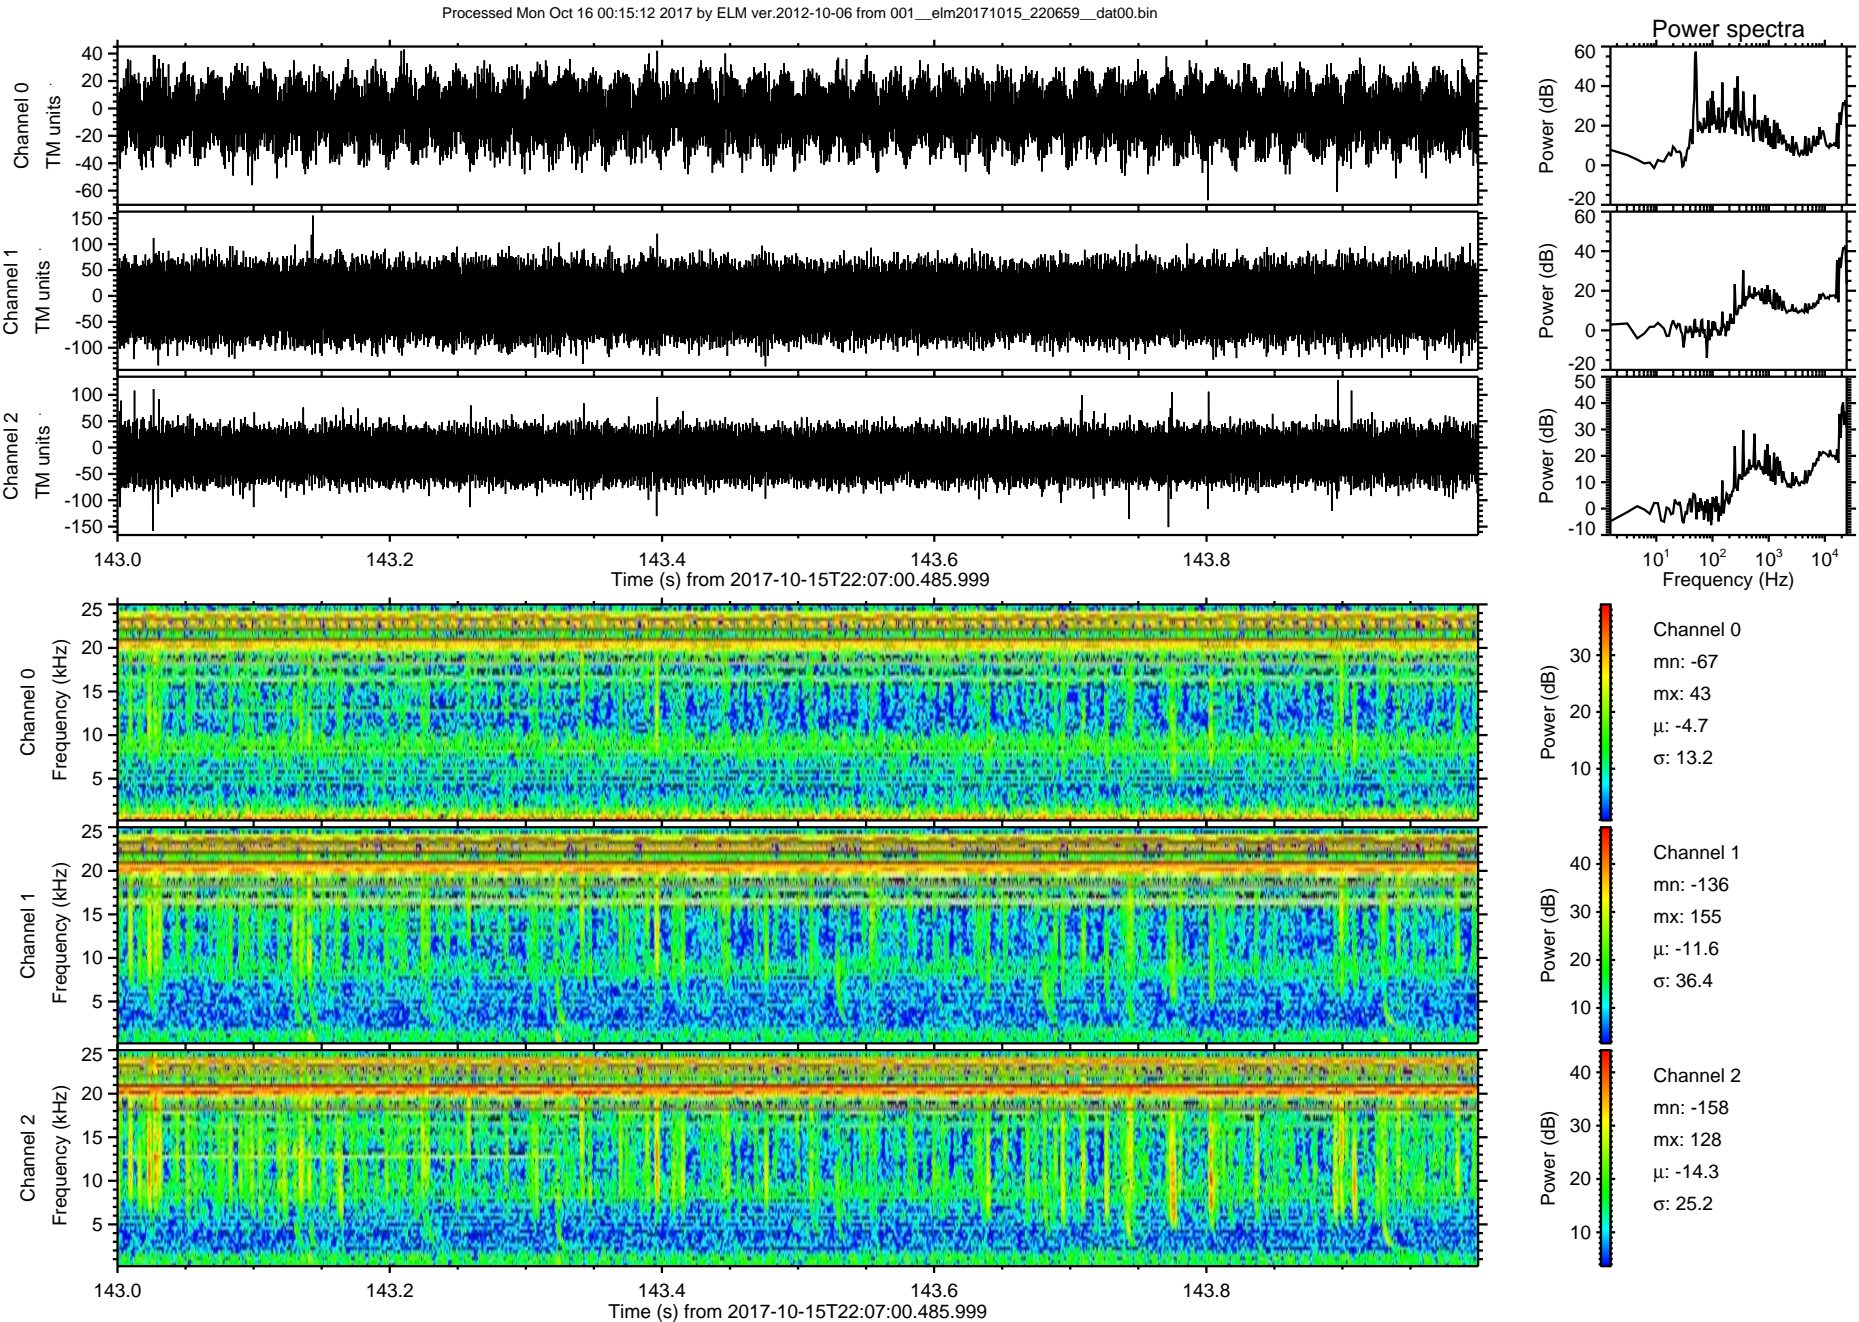 Processed Mon Oct 16 00:15:12 2017 by ELM ver.2012-10-06 from 001__elm20171015_220659__dat00.bin
Power spectra
Channel 0
TM units
40
20
0
-20
-40
-60
Power (dB)
60
40
20
0
-20
Channel 1
TM units
150
100
50
0
-50
-100
Power (dB)
60
40
20
0
-20
Channel 2
TM units
100
50
0
-50
-100
-150
Power (dB)
50
40
30
20
10
0
-10
143.0 143.2 143.4 143.6 143.8
Time (s) from 2017-10-15T22:07:00.485.999
10^1 10^2 10^3 10^4
Frequency (Hz)
Channel 0
Frequency (kHz)
25
20
15
10
5
Power (dB)
30
20
10
Channel 0
mn: -67
mx: 43
µ: -4.7
σ: 13.2
Channel 1
Frequency (kHz)
25
20
15
10
5
Power (dB)
40
30
20
10
Channel 1
mn: -136
mx: 155
µ: -11.6
σ: 36.4
Channel 2
Frequency (kHz)
25
20
15
10
5
Power (dB)
40
30
20
10
Channel 2
mn: -158
mx: 128
µ: -14.3
σ: 25.2
143.0 143.2 143.4 143.6 143.8
Time (s) from 2017-10-15T22:07:00.485.999